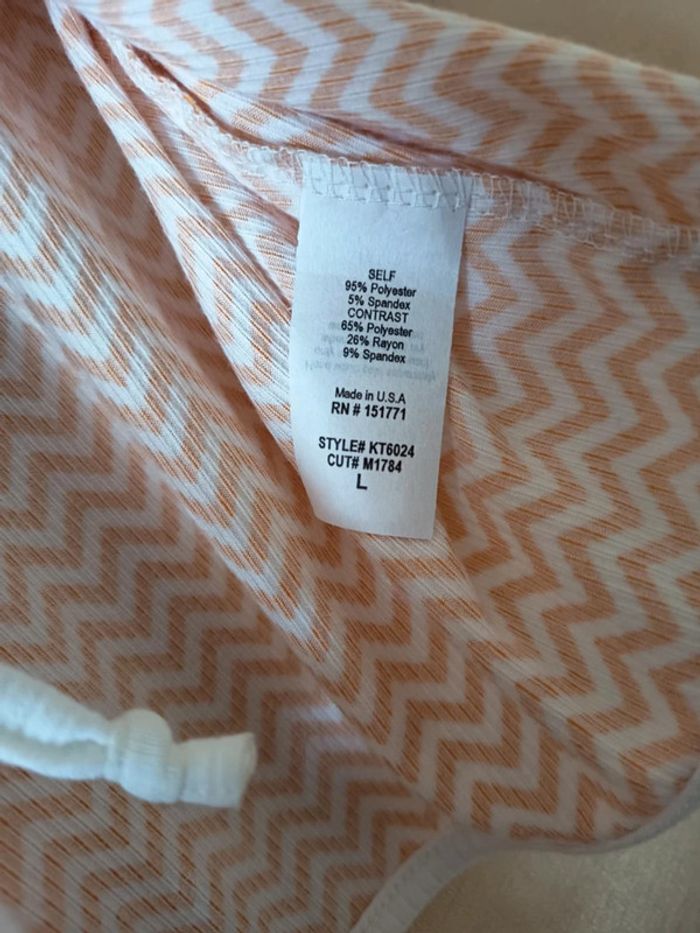 SELF
95% Polyester
5% Spandex
CONTRAST
65% Polyester
26% Rayon
9% Spandex
Made in U.S.A
RN # 151771
STYLE# KT6024
CUT# M1784
L